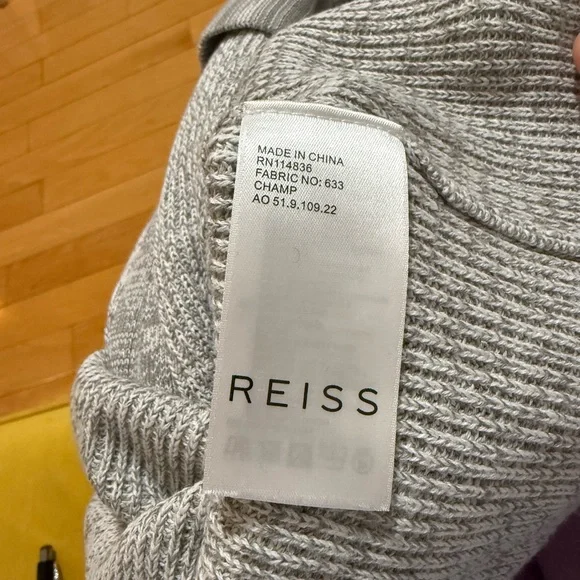 MADE IN CHINA
RN114836
FABRIC NO: 633
CHAMP
AO 51.9.109.22
REISS